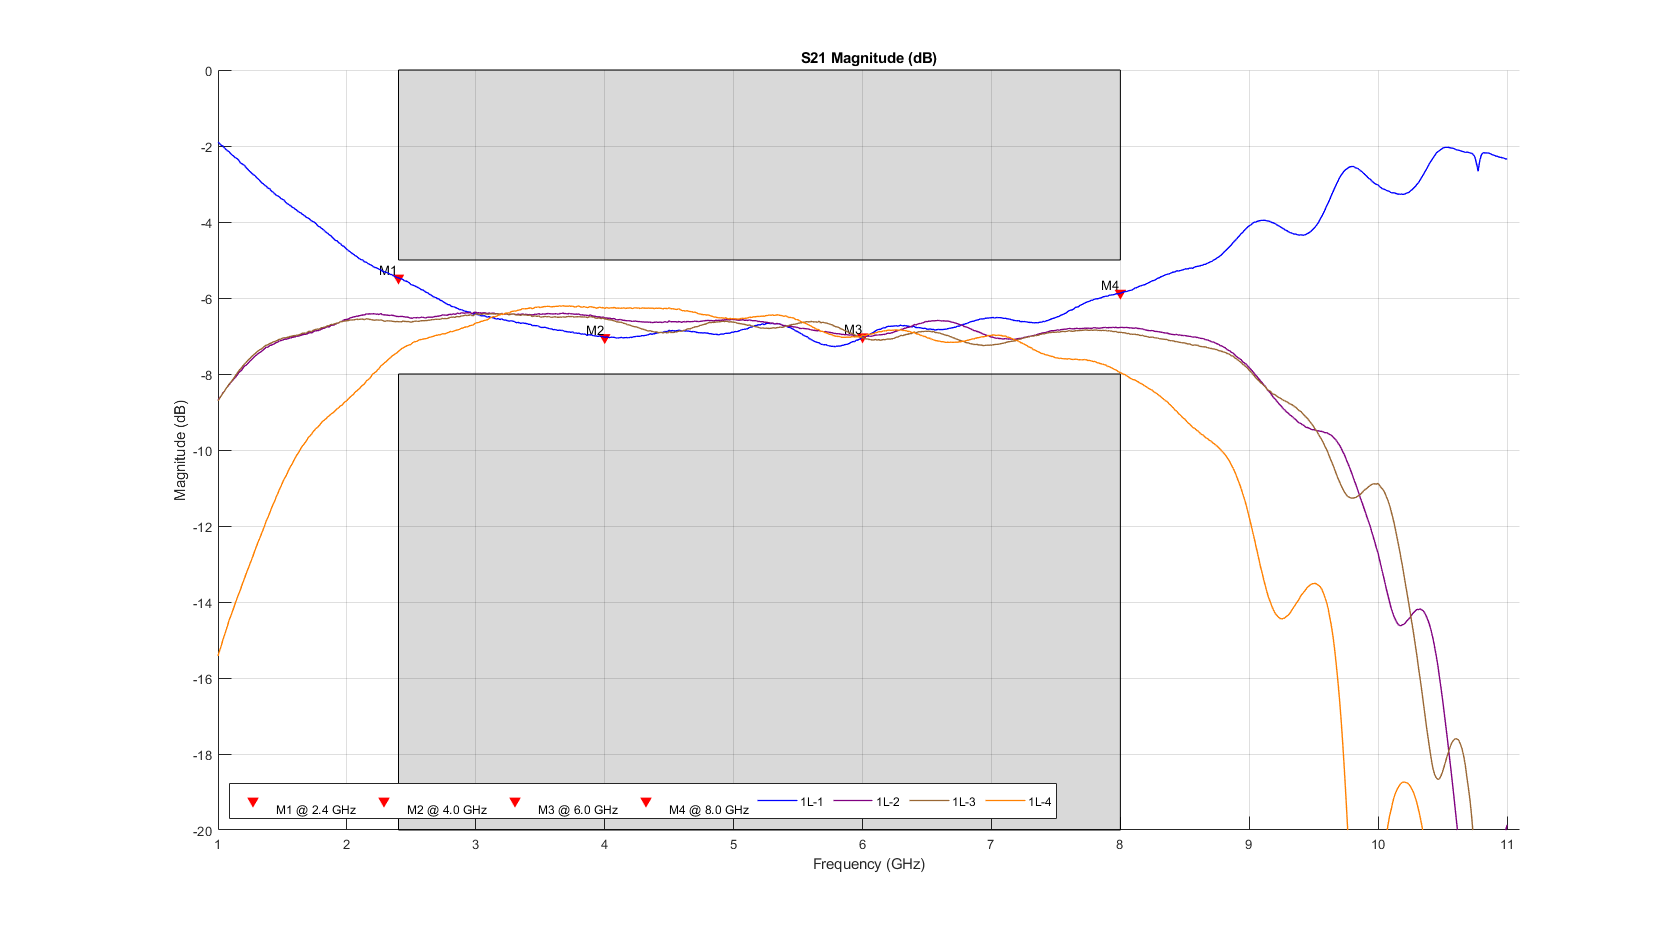 S21 Magnitude (dB)
0
-2
-4
-6
-8
-10
-12
-14
-16
-18
-20
Magnitude (dB)
M1
M2
M3
M4
M1 @ 2.4 GHz M2 @ 4.0 GHz M3 @ 6.0 GHz M4 @ 8.0 GHz 1L-1 1L-2 1L-3 1L-4
1 2 3 4 5 6 7 8 9 10 11
Frequency (GHz)